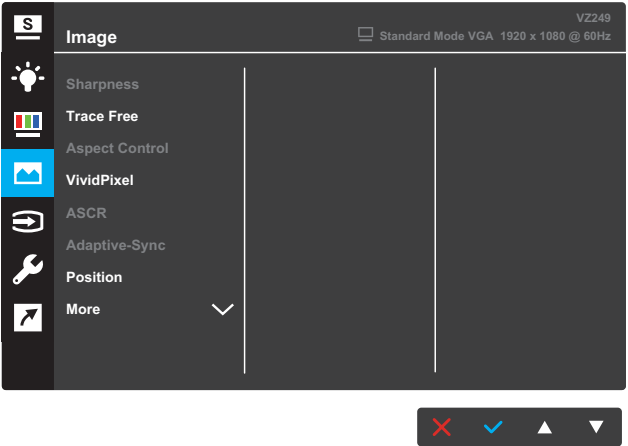 S
VZ249
Image
Standard Mode VGA 1920 x 1080 @ 60Hz
Sharpness
Trace Free
Aspect Control
VividPixel
ASCR
Adaptive-Sync
Position
More